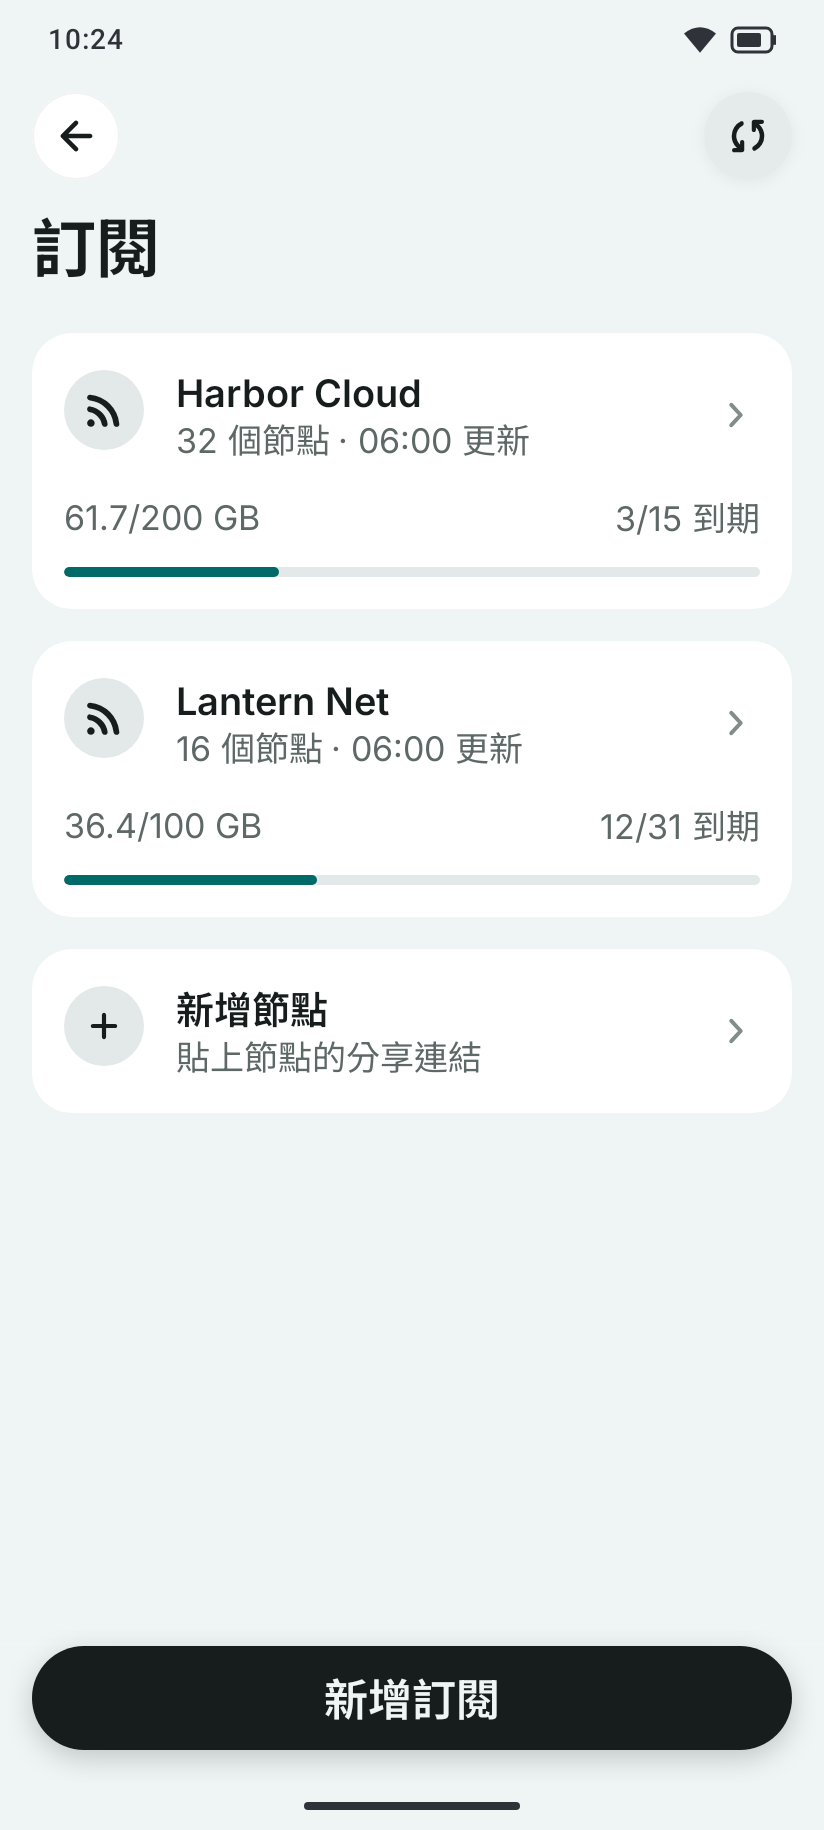 10:24
訂閱
Harbor Cloud
32 個節點 · 06:00 更新
61.7/200 GB
3/15 到期
Lantern Net
16 個節點 · 06:00 更新
36.4/100 GB
12/31 到期
新增節點
貼上節點的分享連結
新增訂閱